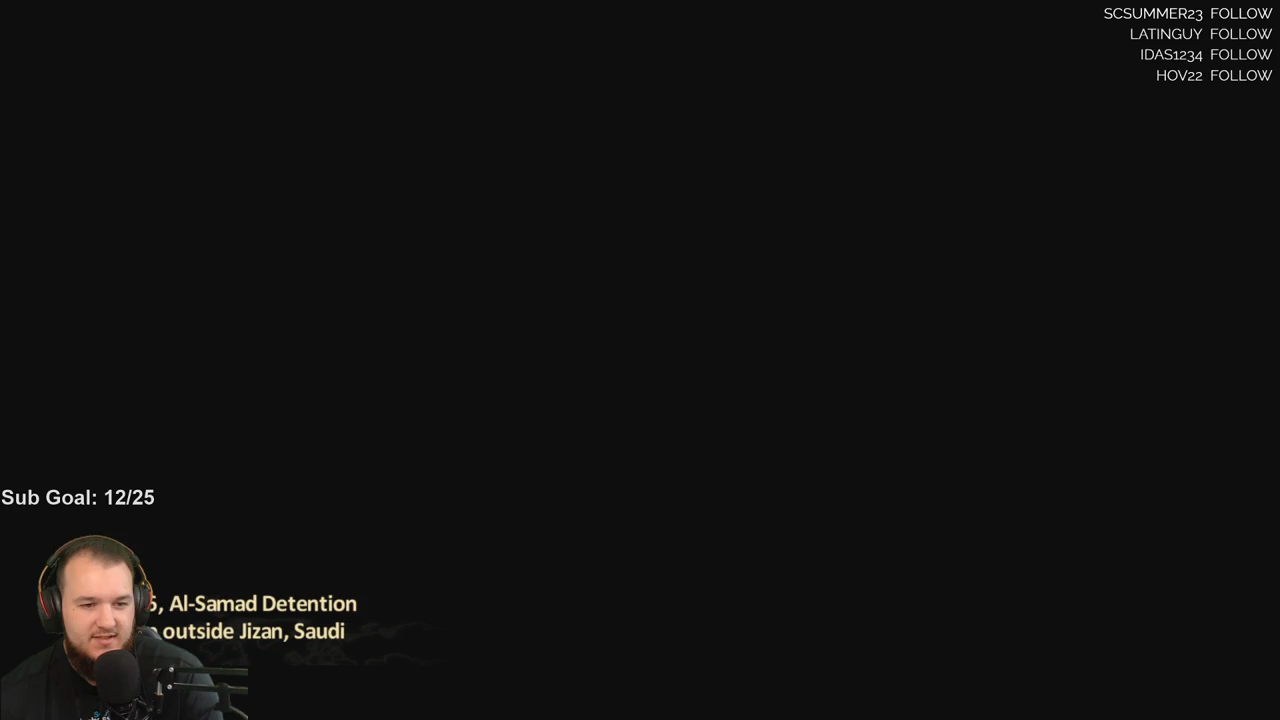 SCSUMMER23 FOLLOW
LATINGUY FOLLOW
IDAS1234 FOLLOW
HOV22 FOLLOW
Sub Goal: 12/25
, Al-Samad Detention
outside Jizan, Saudi